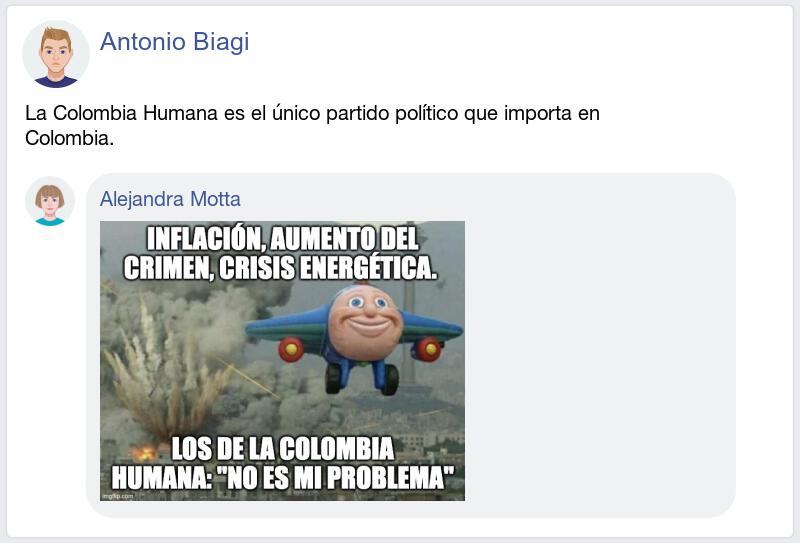 Antonio Biagi
La Colombia Humana es el único partido político que importa en
Colombia.
Alejandra Motta
INFLACIÓN, AUMENTO DEL
CRIMEN, CRISIS ENERGÉTICA.
LOS DE LA COLOMBIA
HUMANA: "NO ES MI PROBLEMA"
imgflip.com